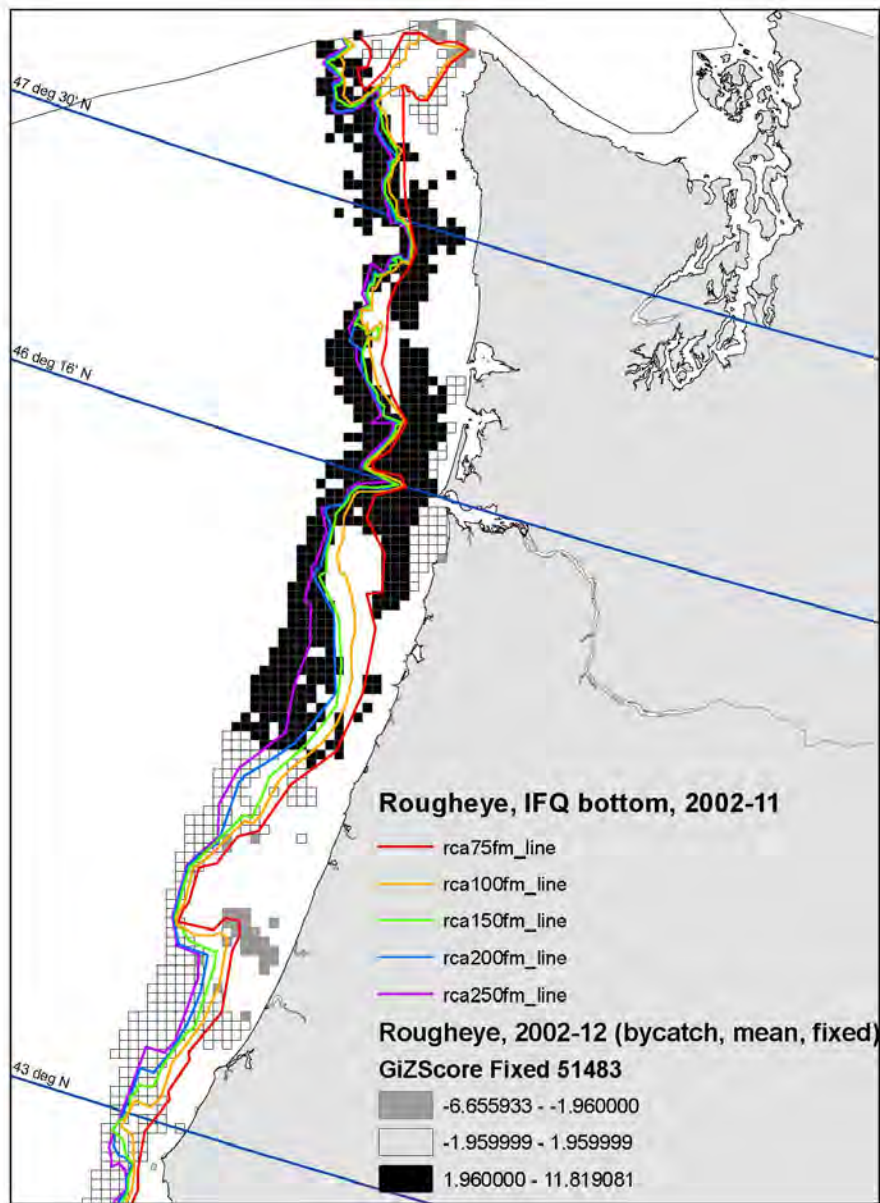 47 deg 30' N
46 deg 16' N
Rougheye, IFQ bottom, 2002-11
rca75fm_line
rca100fm_line
rca150fm_line
rca200fm_line
rca250fm_line
Rougheye, 2002-12 (bycatch, mean, fixed)
GiZScore Fixed 51483
43 deg N
-6.655933 - -1.960000
-1.959999 - 1.959999
1.960000 - 11.819081